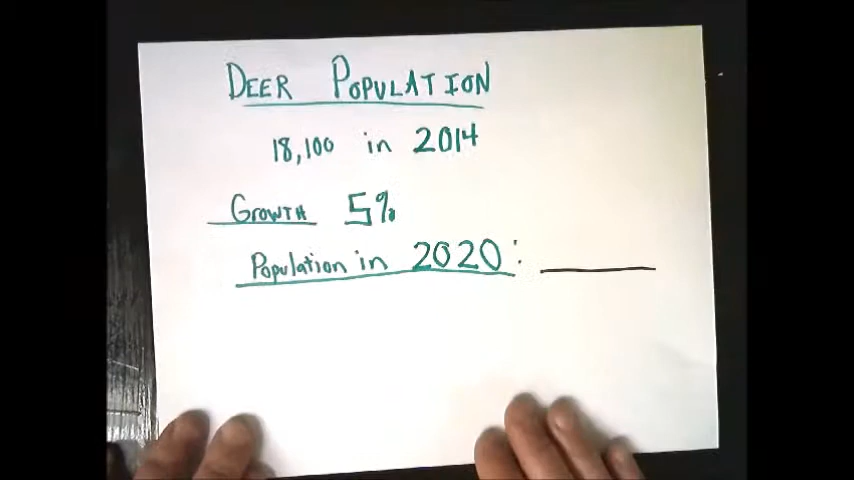 DEER POPULATION
18,100 in 2014
GROWTH 5%
Population in 2020: